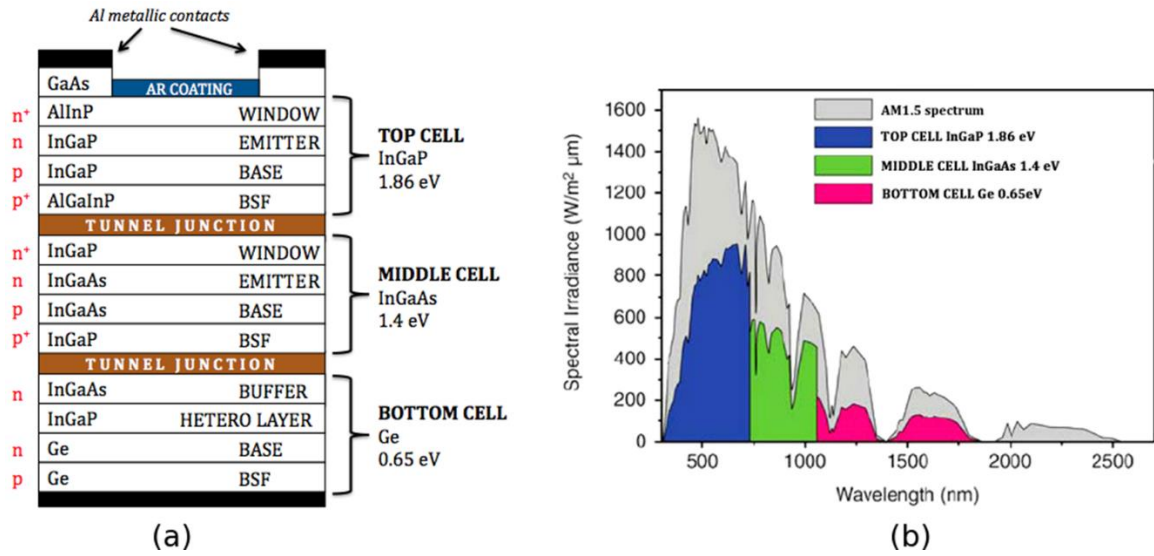 Al metallic contacts
GaAs
AR COATING
n+ AlInP WINDOW
n InGaP EMITTER
p InGaP BASE
p+ AlGaInP BSF
TOP CELL
InGaP
1.86 eV
TUNNEL JUNCTION
n+ InGaP WINDOW
n InGaAs EMITTER
p InGaAs BASE
p+ InGaP BSF
MIDDLE CELL
InGaAs
1.4 eV
TUNNEL JUNCTION
n InGaAs BUFFER
InGaP HETERO LAYER
n Ge BASE
p Ge BSF
BOTTOM CELL
Ge
0.65 eV
(a)
Spectral Irradiance (W/m² µm)
1600
1400
1200
1000
800
600
400
200
0
AM1.5 spectrum
TOP CELL InGaP 1.86 eV
MIDDLE CELL InGaAs 1.4 eV
BOTTOM CELL Ge 0.65eV
500 1000 1500 2000 2500
Wavelength (nm)
(b)